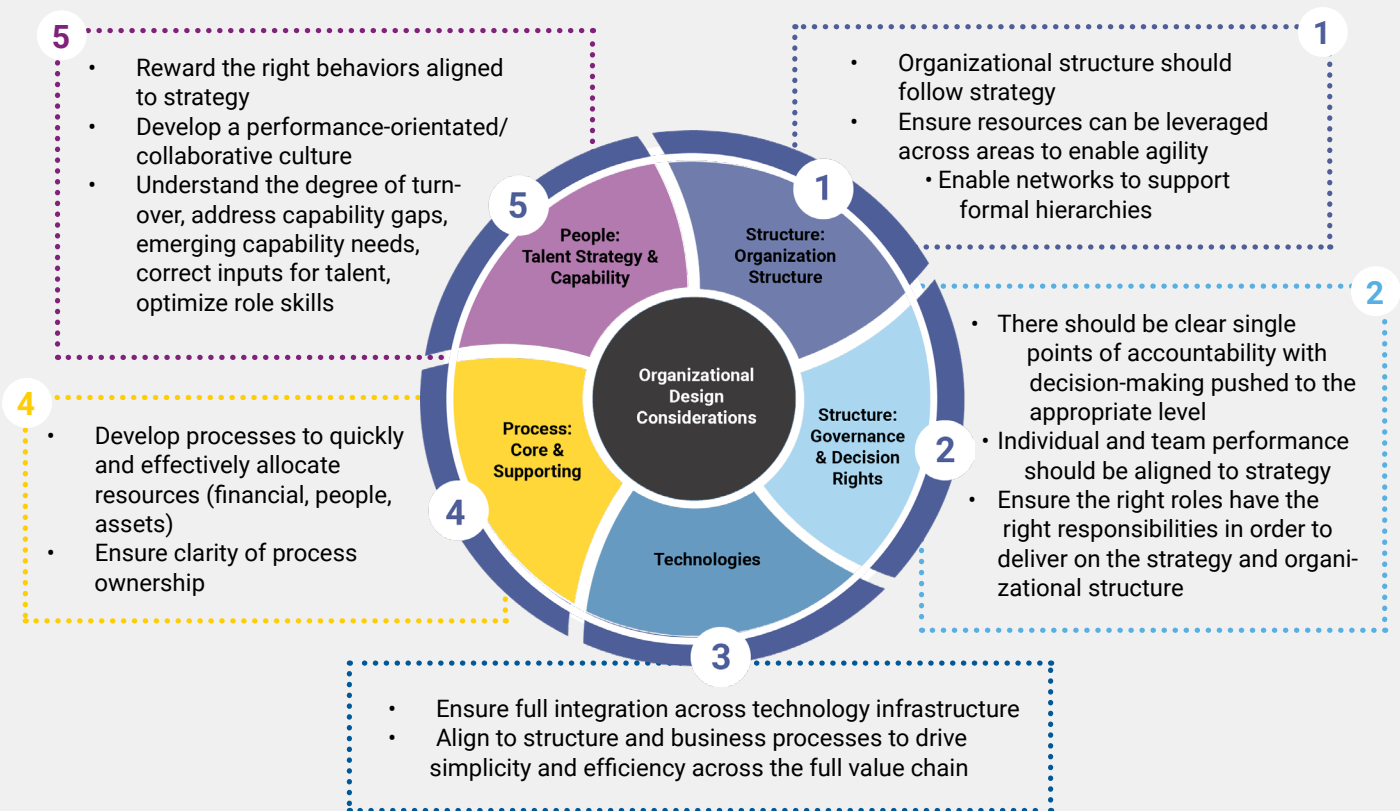 5
• Reward the right behaviors aligned
to strategy
• Develop a performance-orientated/
collaborative culture
• Understand the degree of turn-
over, address capability gaps,
emerging capability needs,
correct inputs for talent,
optimize role skills
1
• Organizational structure should
follow strategy
• Ensure resources can be leveraged
across areas to enable agility
• Enable networks to support
formal hierarchies
2
• There should be clear single
points of accountability with
decision-making pushed to the
appropriate level
• Individual and team performance
should be aligned to strategy
• Ensure the right roles have the
right responsibilities in order to
deliver on the strategy and organi-
zational structure
4
• Develop processes to quickly
and effectively allocate
resources (financial, people,
assets)
• Ensure clarity of process
ownership
5
People:
Talent Strategy &
Capability
1
Structure:
Organization
Structure
Organizational
Design
Considerations
2
Structure:
Governance
& Decision
Rights
4
Process:
Core &
Supporting
Technologies
3
• Ensure full integration across technology infrastructure
• Align to structure and business processes to drive
simplicity and efficiency across the full value chain